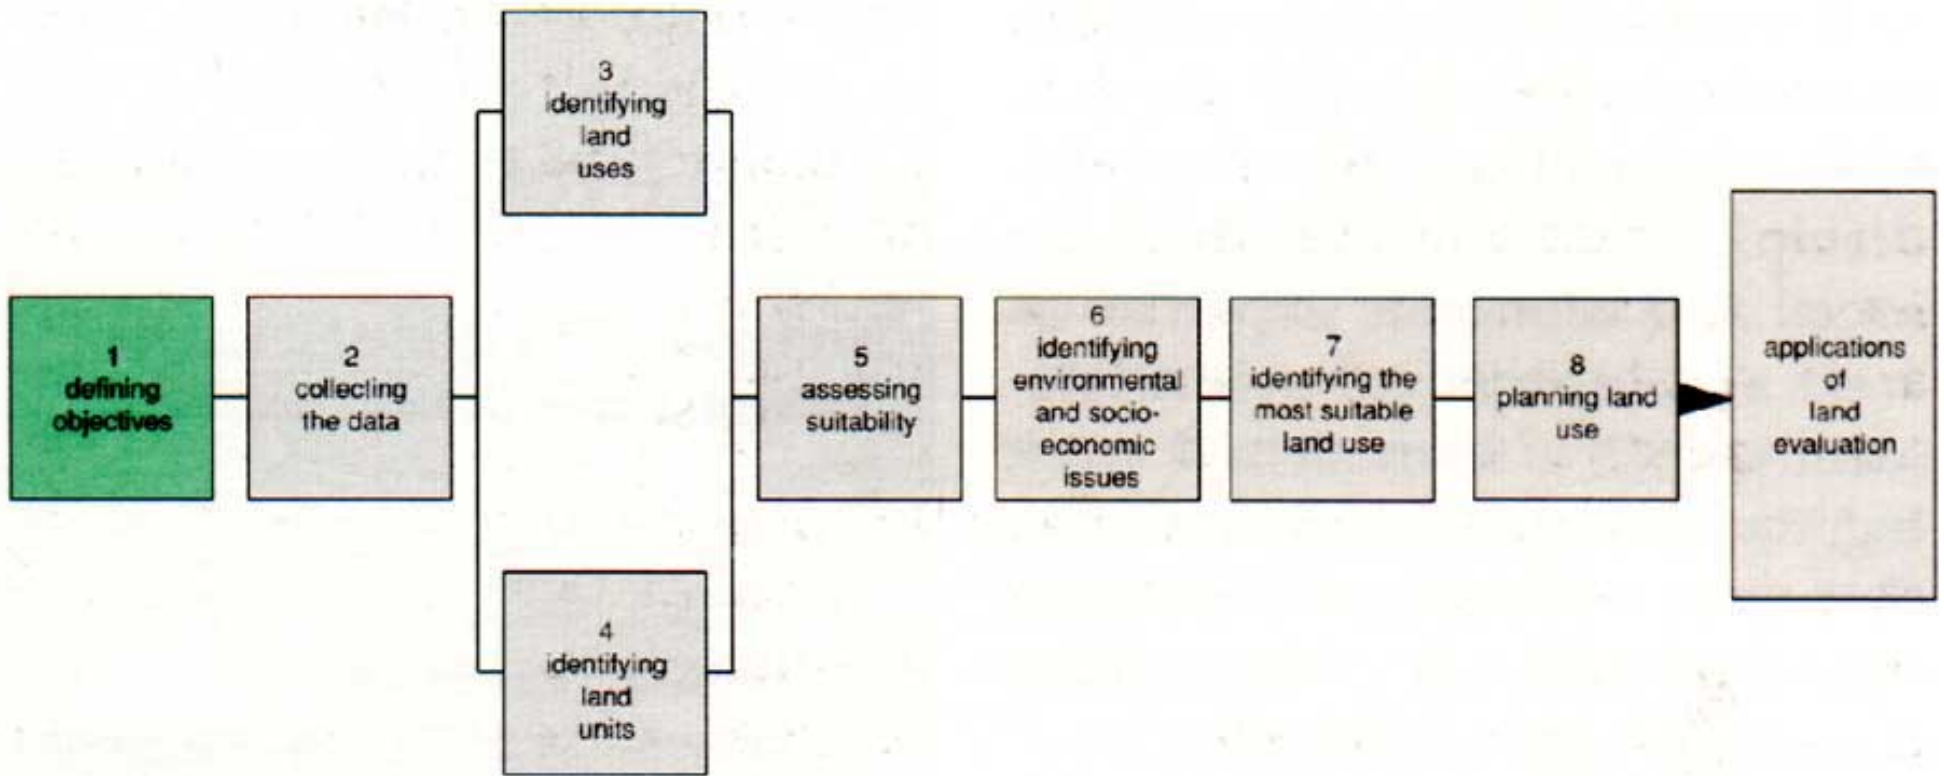 1
defining
objectives
2
collecting
the data
3
identifying
land
uses
4
identifying
land
units
5
assessing
suitability
6
identifying
environmental
and socio-
economic
issues
7
identifying the
most suitable
land use
8
planning land
use
applications
of
land
evaluation